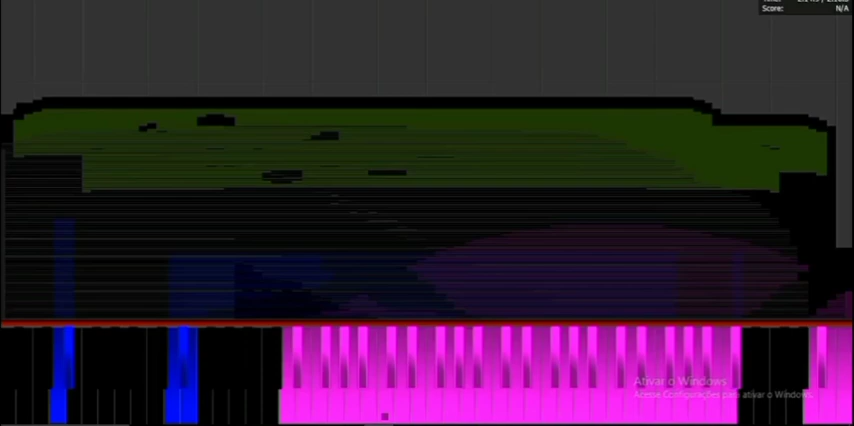 Score: N/A
Ativar o Windows
Acesse Configurações para ativar o Windows.